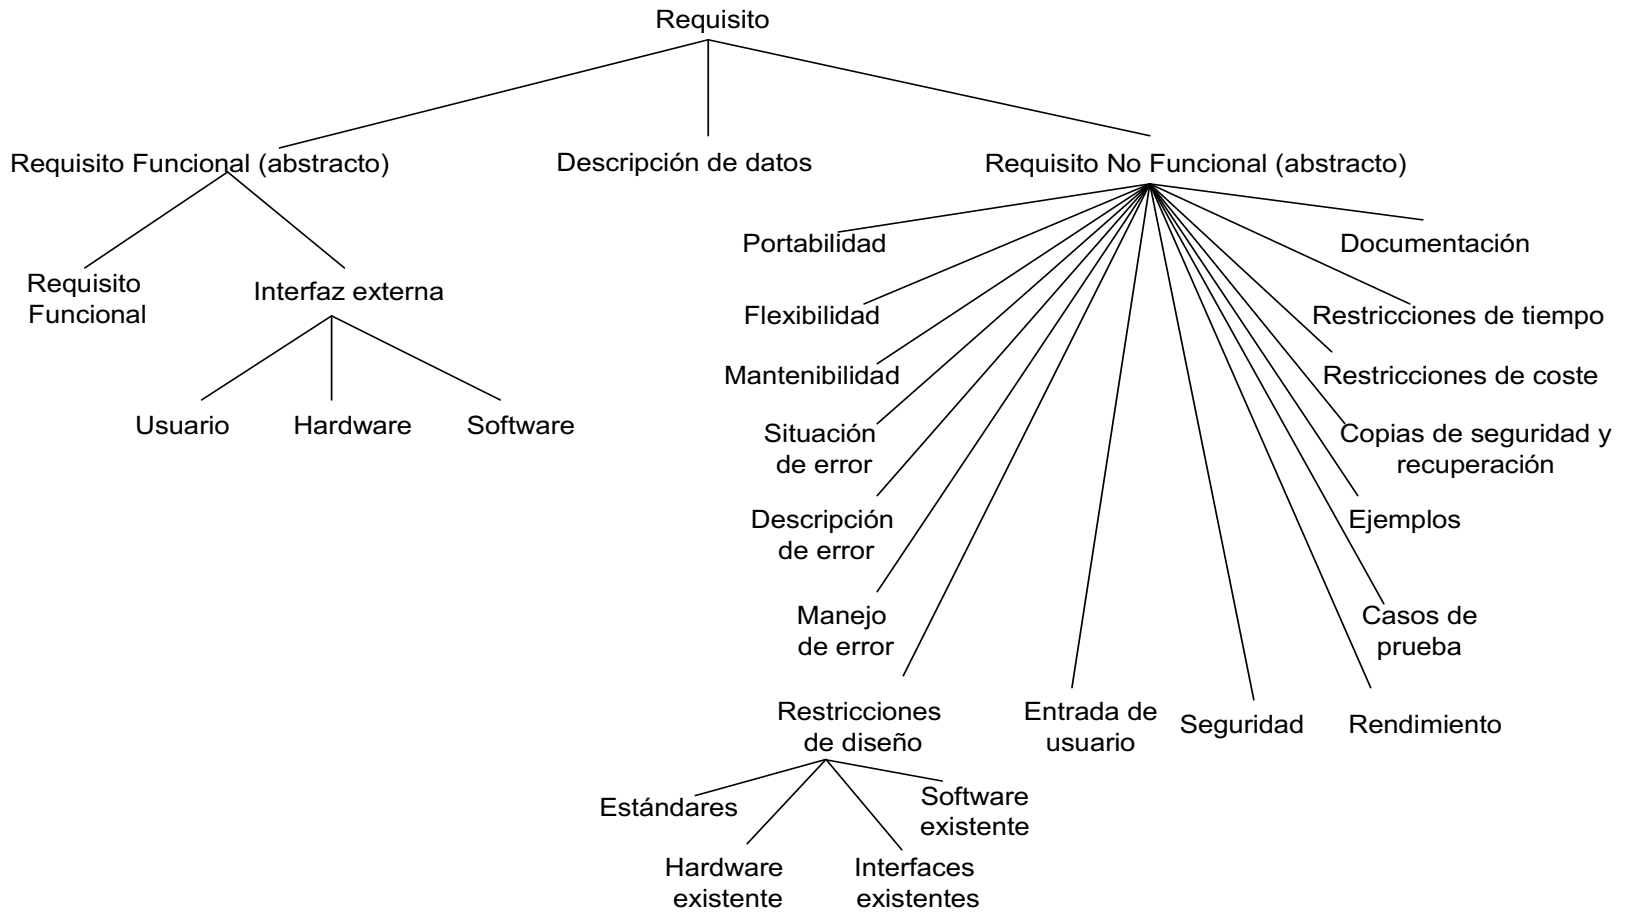 Requisito
Requisito Funcional (abstracto)
Descripción de datos
Requisito No Funcional (abstracto)
Requisito
Funcional
Interfaz externa
Usuario
Hardware
Software
Portabilidad
Flexibilidad
Mantenibilidad
Situación
de error
Descripción
de error
Manejo
de error
Restricciones
de diseño
Estándares
Hardware
existente
Interfaces
existentes
Software
existente
Entrada de
usuario
Seguridad
Rendimiento
Documentación
Restricciones de tiempo
Restricciones de coste
Copias de seguridad y
recuperación
Ejemplos
Casos de
prueba